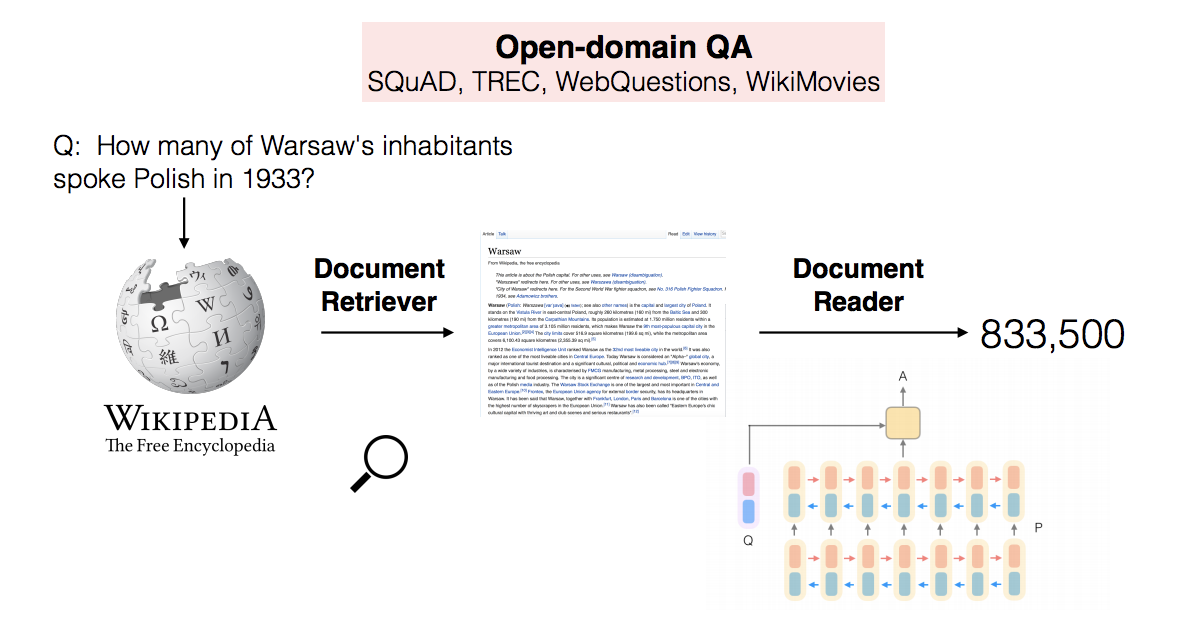 Open-domain QA
SQuAD, TREC, WebQuestions, WikiMovies
Q: How many of Warsaw's inhabitants
spoke Polish in 1933?
Ω
W
И
維
ウィ
WIKIPEDIA
The Free Encyclopedia
Document
Retriever
Article Talk
Read Edit View history
Warsaw
From Wikipedia, the free encyclopedia
This article is about the Polish capital. For other uses, see Warsaw (disambiguation).
"Warszawa" redirects here. For other uses, see Warszawa (disambiguation).
"City of Warsaw" redirects here. For the Second World War fighter squadron, see No. 316 Polish Fighter Squadron.
1934, see Adamowicz brothers.
Warsaw (Polish: Warszawa
see also other names) is the capital and largest city of Poland. It
stands on the Vistula River in east-central Poland, roughly 260 kilometres (160 mi) from the Baltic Sea and 300
kilometres (190 mi) from the Carpathian Mountains. Its population is estimated at 1.750 million residents within a
greater metropolitan area of 3.105 million residents, which makes Warsaw the 9th most-populous capital city in the
European Union. The city limits cover 516.9 square kilometres (199.6 sq mi), while the metropolitan area
covers 6,100.43 square kilometres (2,355.39 sq mi).
In 2012 the Economist Intelligence Unit ranked Warsaw as the 32nd most liveable city in the world. It was also
ranked as one of the most liveable cities in Central Europe. Today Warsaw is considered an "Alpha–" global city, a
major international tourist destination and a significant cultural, political and economic hub. Warsaw's economy,
by a wide variety of industries, is characterised by FMCG manufacturing, metal processing, steel and electronic
manufacturing and food processing. The city is a significant centre of research and development, BPO, ITO, as well
as of the Polish media industry. The Warsaw Stock Exchange is one of the largest and most important in Central and
Eastern Europe. Frontex, the European Union agency for external border security, has its headquarters in
Warsaw. It has been said that Warsaw, together with Frankfurt, London, Paris and Barcelona is one of the cities with
the highest number of skyscrapers in the European Union. Warsaw has also been called "Eastern Europe's chic
cultural capital with thriving art and club scenes and serious restaurants".
Document
Reader
833,500
A
Q
P